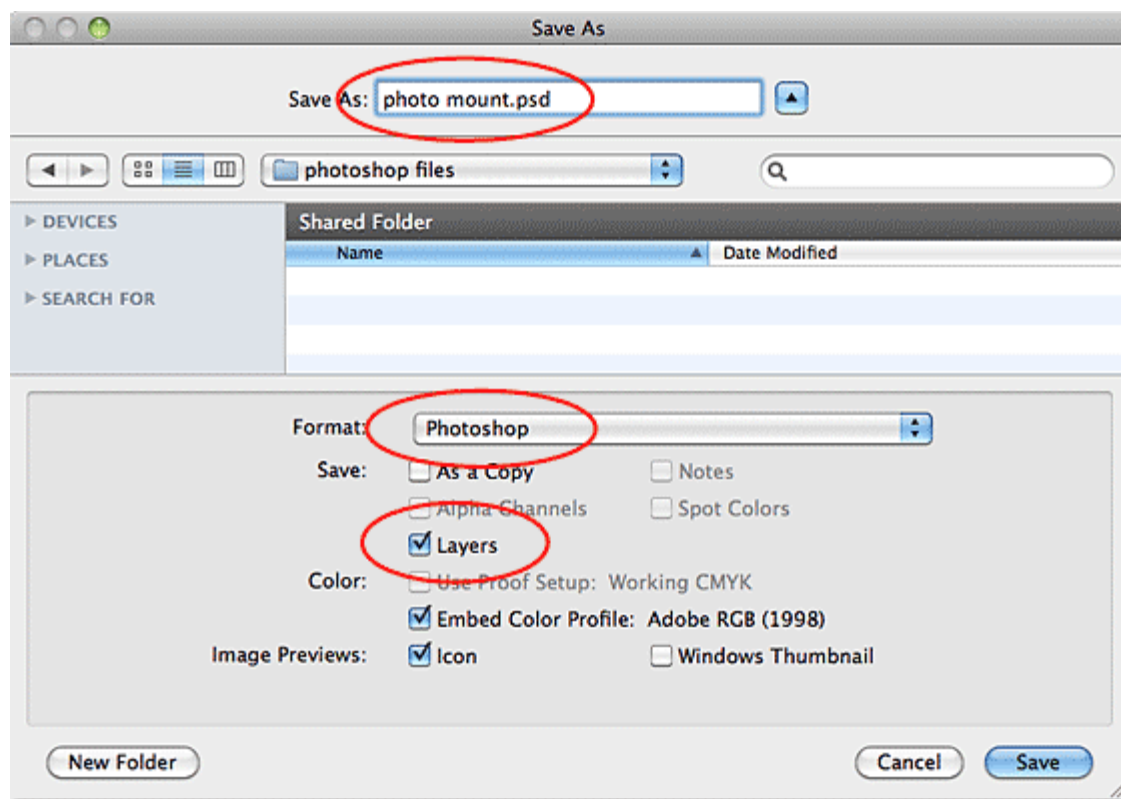 Save As
Save As: photo mount.psd
photoshop files
DEVICES
PLACES
SEARCH FOR
Shared Folder
Name Date Modified
Format: Photoshop
Save: As a Copy Notes
Alpha Channels Spot Colors
Layers
Color: Use Proof Setup: Working CMYK
Embed Color Profile: Adobe RGB (1998)
Image Previews: Icon Windows Thumbnail
New Folder Cancel Save